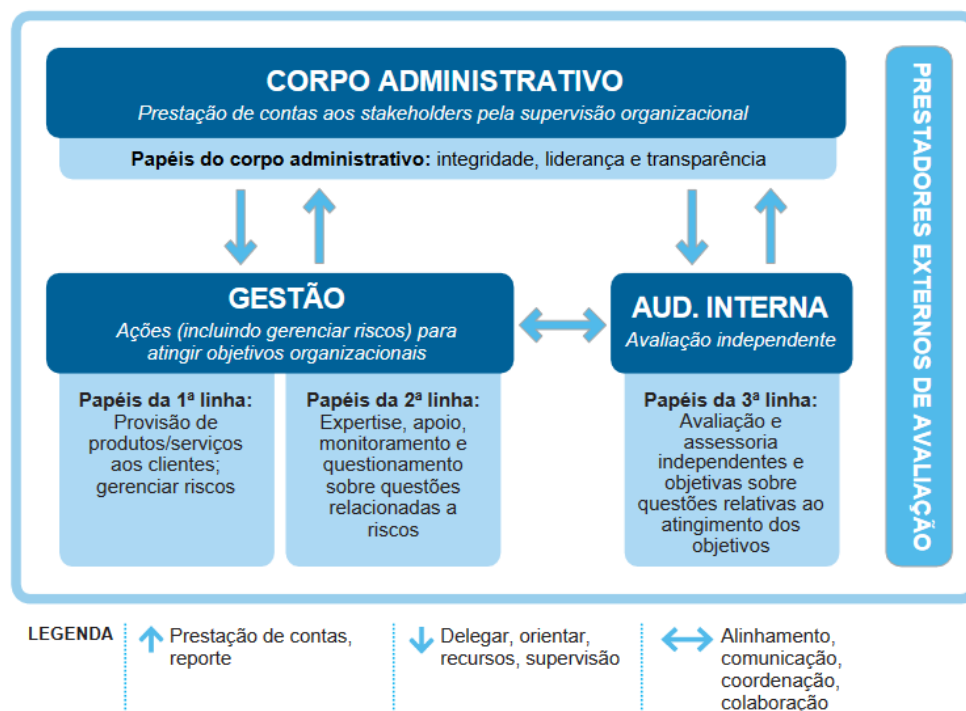 CORPO ADMINISTRATIVO
Prestação de contas aos stakeholders pela supervisão organizacional
Papéis do corpo administrativo: integridade, liderança e transparência
GESTÃO
Ações (incluindo gerenciar riscos) para
atingir objetivos organizacionais
Papéis da 1ª linha:
Provisão de
produtos/serviços
aos clientes;
gerenciar riscos
Papéis da 2ª linha:
Expertise, apoio,
monitoramento e
questionamento
sobre questões
relacionadas a
riscos
AUD. INTERNA
Avaliação independente
Papéis da 3ª linha:
Avaliação e
assessoria
independentes e
objetivas sobre
questões relativas ao
atingimento dos
objetivos
PRESTADORES EXTERNOS DE AVALIAÇÃO
LEGENDA
Prestação de contas,
reporte
Delegar, orientar,
recursos, supervisão
Alinhamento,
comunicação,
coordenação,
colaboração